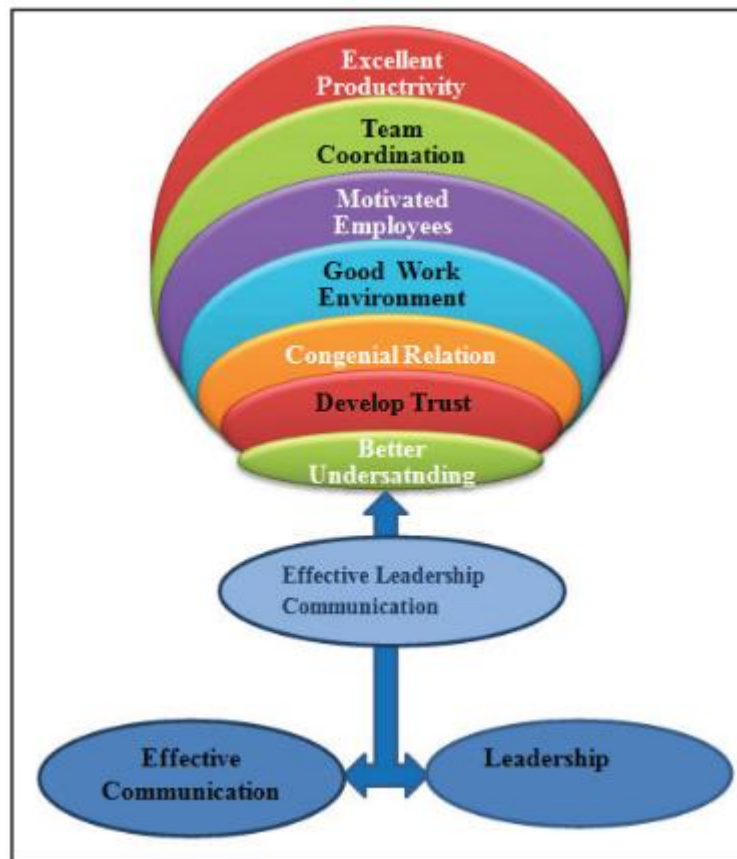 Excellent
Productrivity
Team
Coordination
Motivated
Employees
Good Work
Environment
Congenial Relation
Develop Trust
Better
Undersatnding
Effective Leadership
Communication
Effective
Communication
Leadership